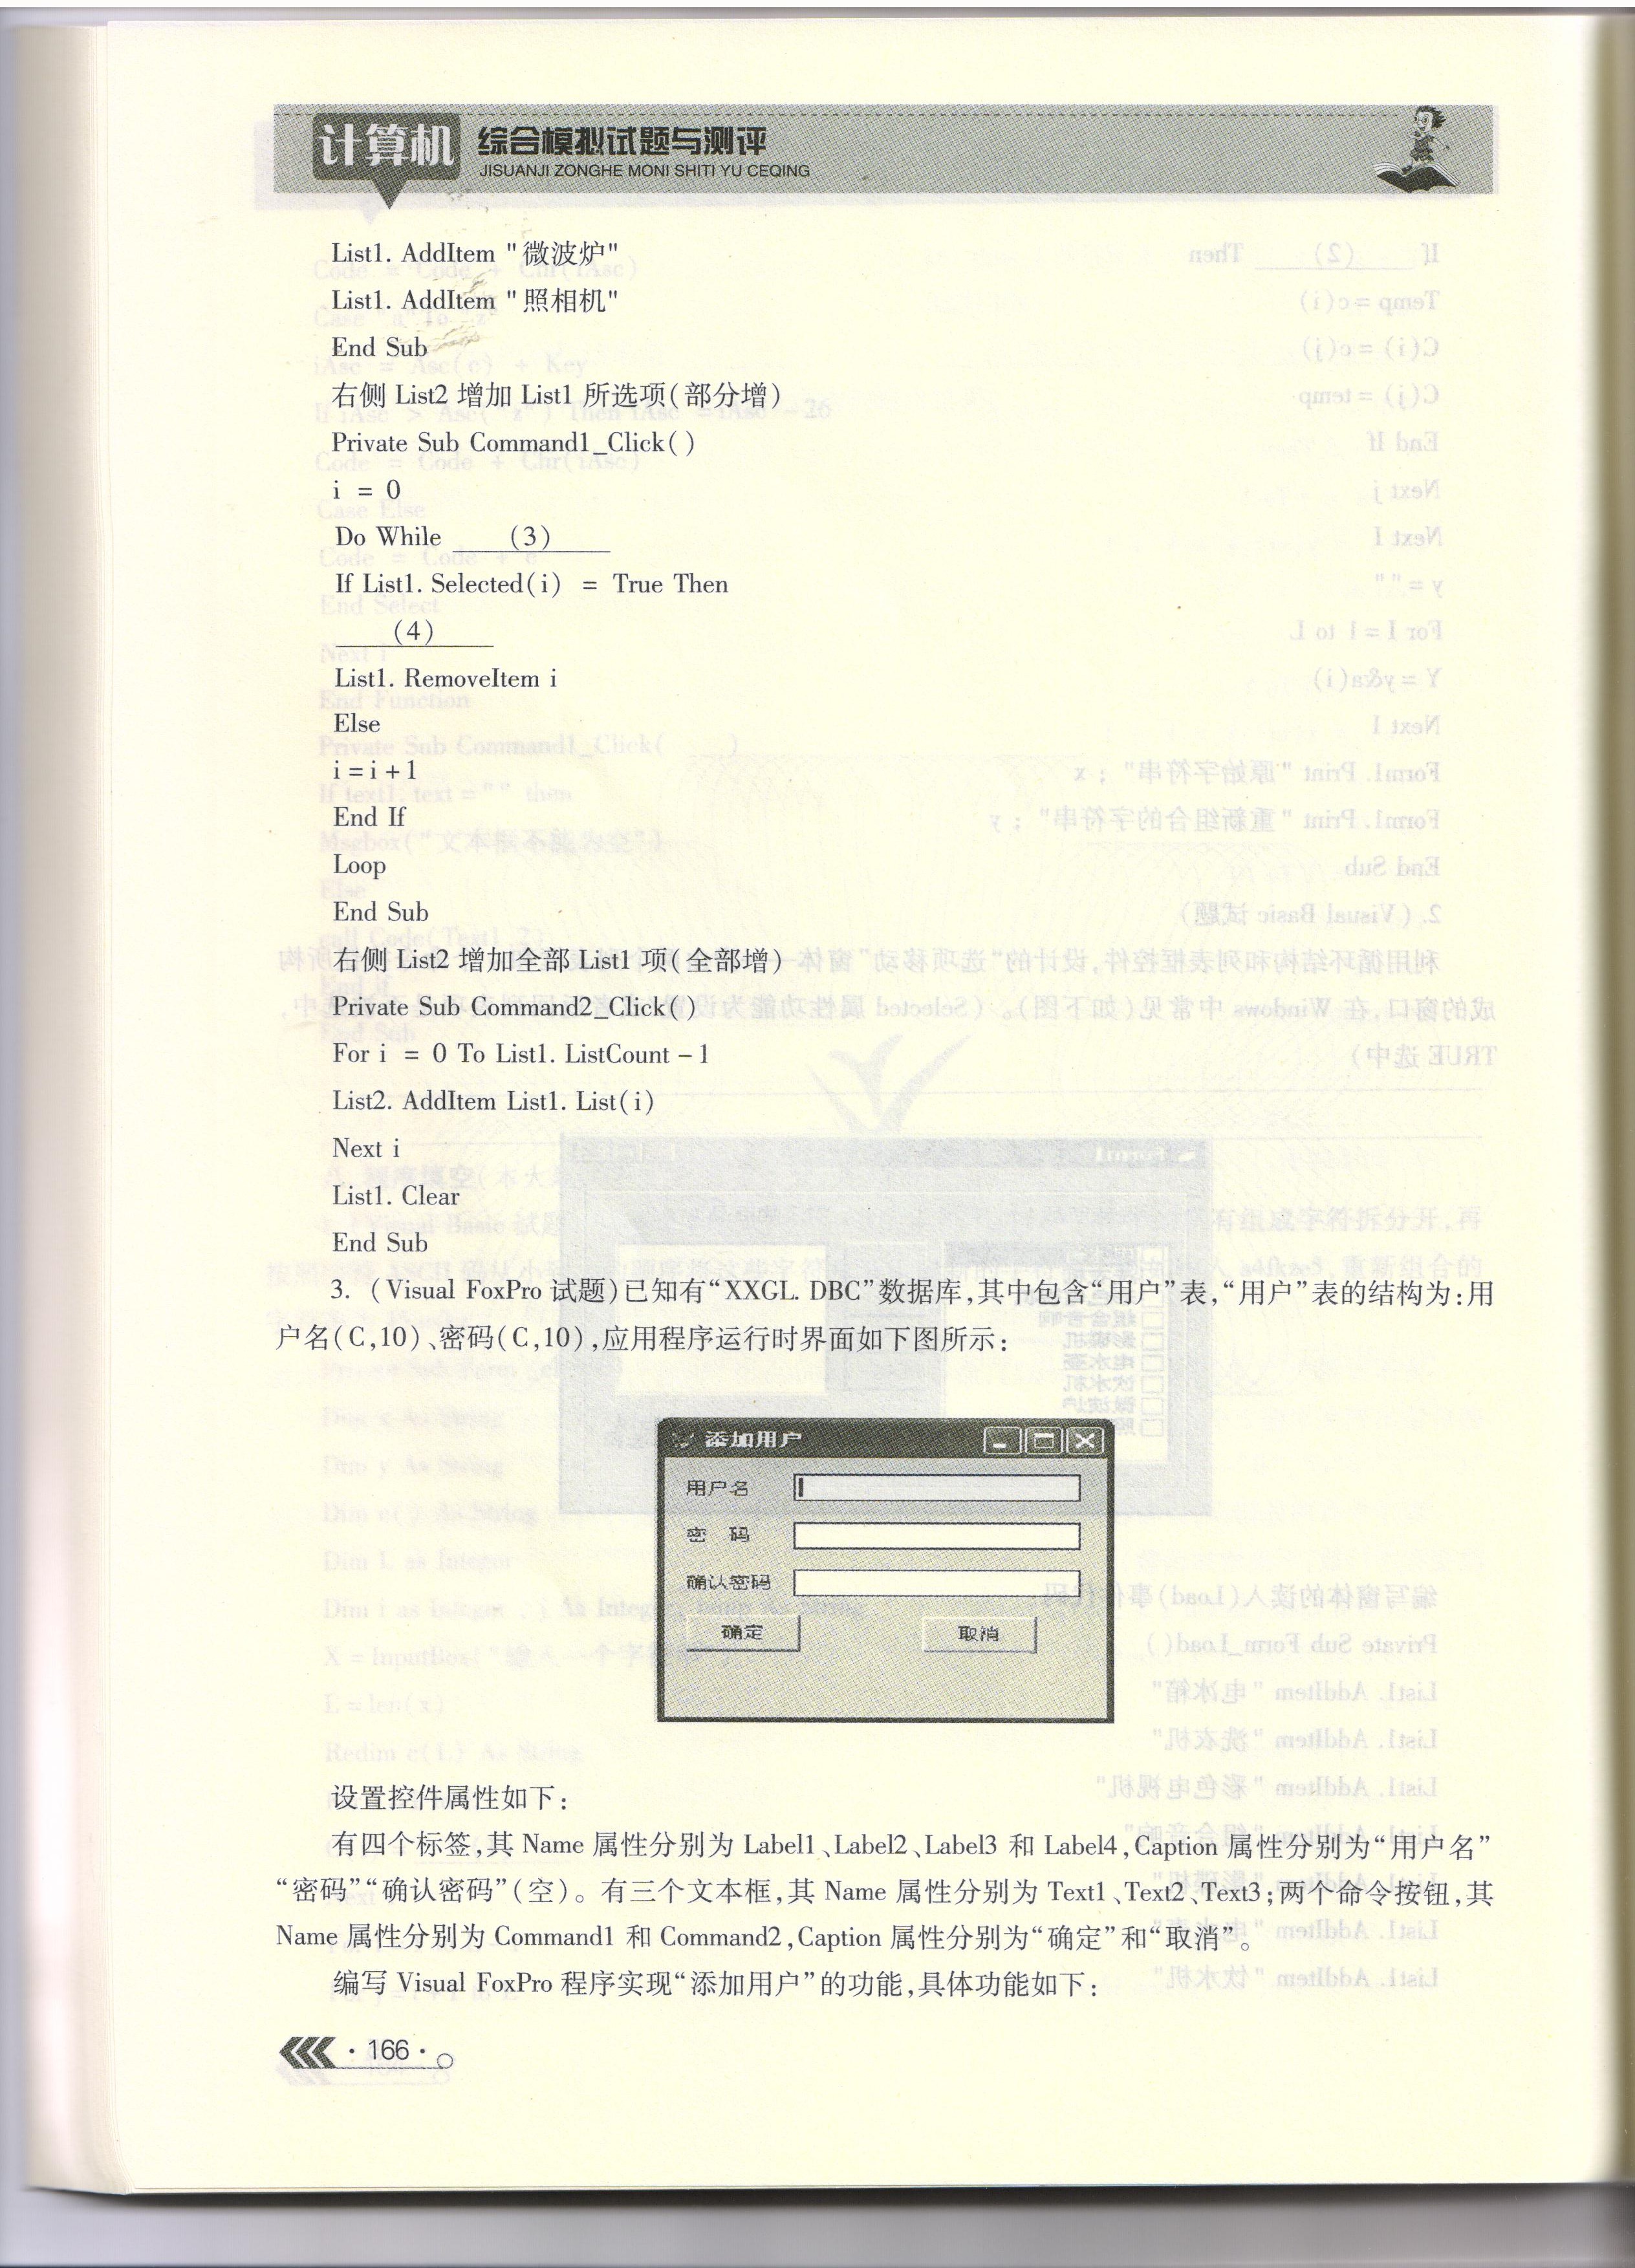 计算机 综合模拟试题与测评
JISUANJI ZONGHE MONI SHITI YU CEQING
List1. AddItem "微波炉"
List1. AddItem "照相机"
End Sub
右侧 List2 增加 List1 所选项(部分增)
Private Sub Command1_Click( )
i = 0
Do While (3)
If List1. Selected(i) = True Then
(4)
List1. RemoveItem i
Else
i = i + 1
End If
Loop
End Sub
右侧 List2 增加全部 List1 项(全部增)
Private Sub Command2_Click( )
For i = 0 To List1. ListCount - 1
List2. AddItem List1. List(i)
Next i
List1. Clear
End Sub
3. (Visual FoxPro 试题)已知有“XXGL. DBC”数据库,其中包含“用户”表,“用户”表的结构为:用
户名(C,10)、密码(C,10),应用程序运行时界面如下图所示:
添加用户
用户名
密 码
确认密码
确定 取消
设置控件属性如下:
有四个标签,其 Name 属性分别为 Label1、Label2、Label3 和 Label4,Caption 属性分别为“用户名”
“密码”“确认密码”(空)。有三个文本框,其 Name 属性分别为 Text1、Text2、Text3;两个命令按钮,其
Name 属性分别为 Command1 和 Command2,Caption 属性分别为“确定”和“取消”。
编写 Visual FoxPro 程序实现“添加用户”的功能,具体功能如下:
· 166 ·